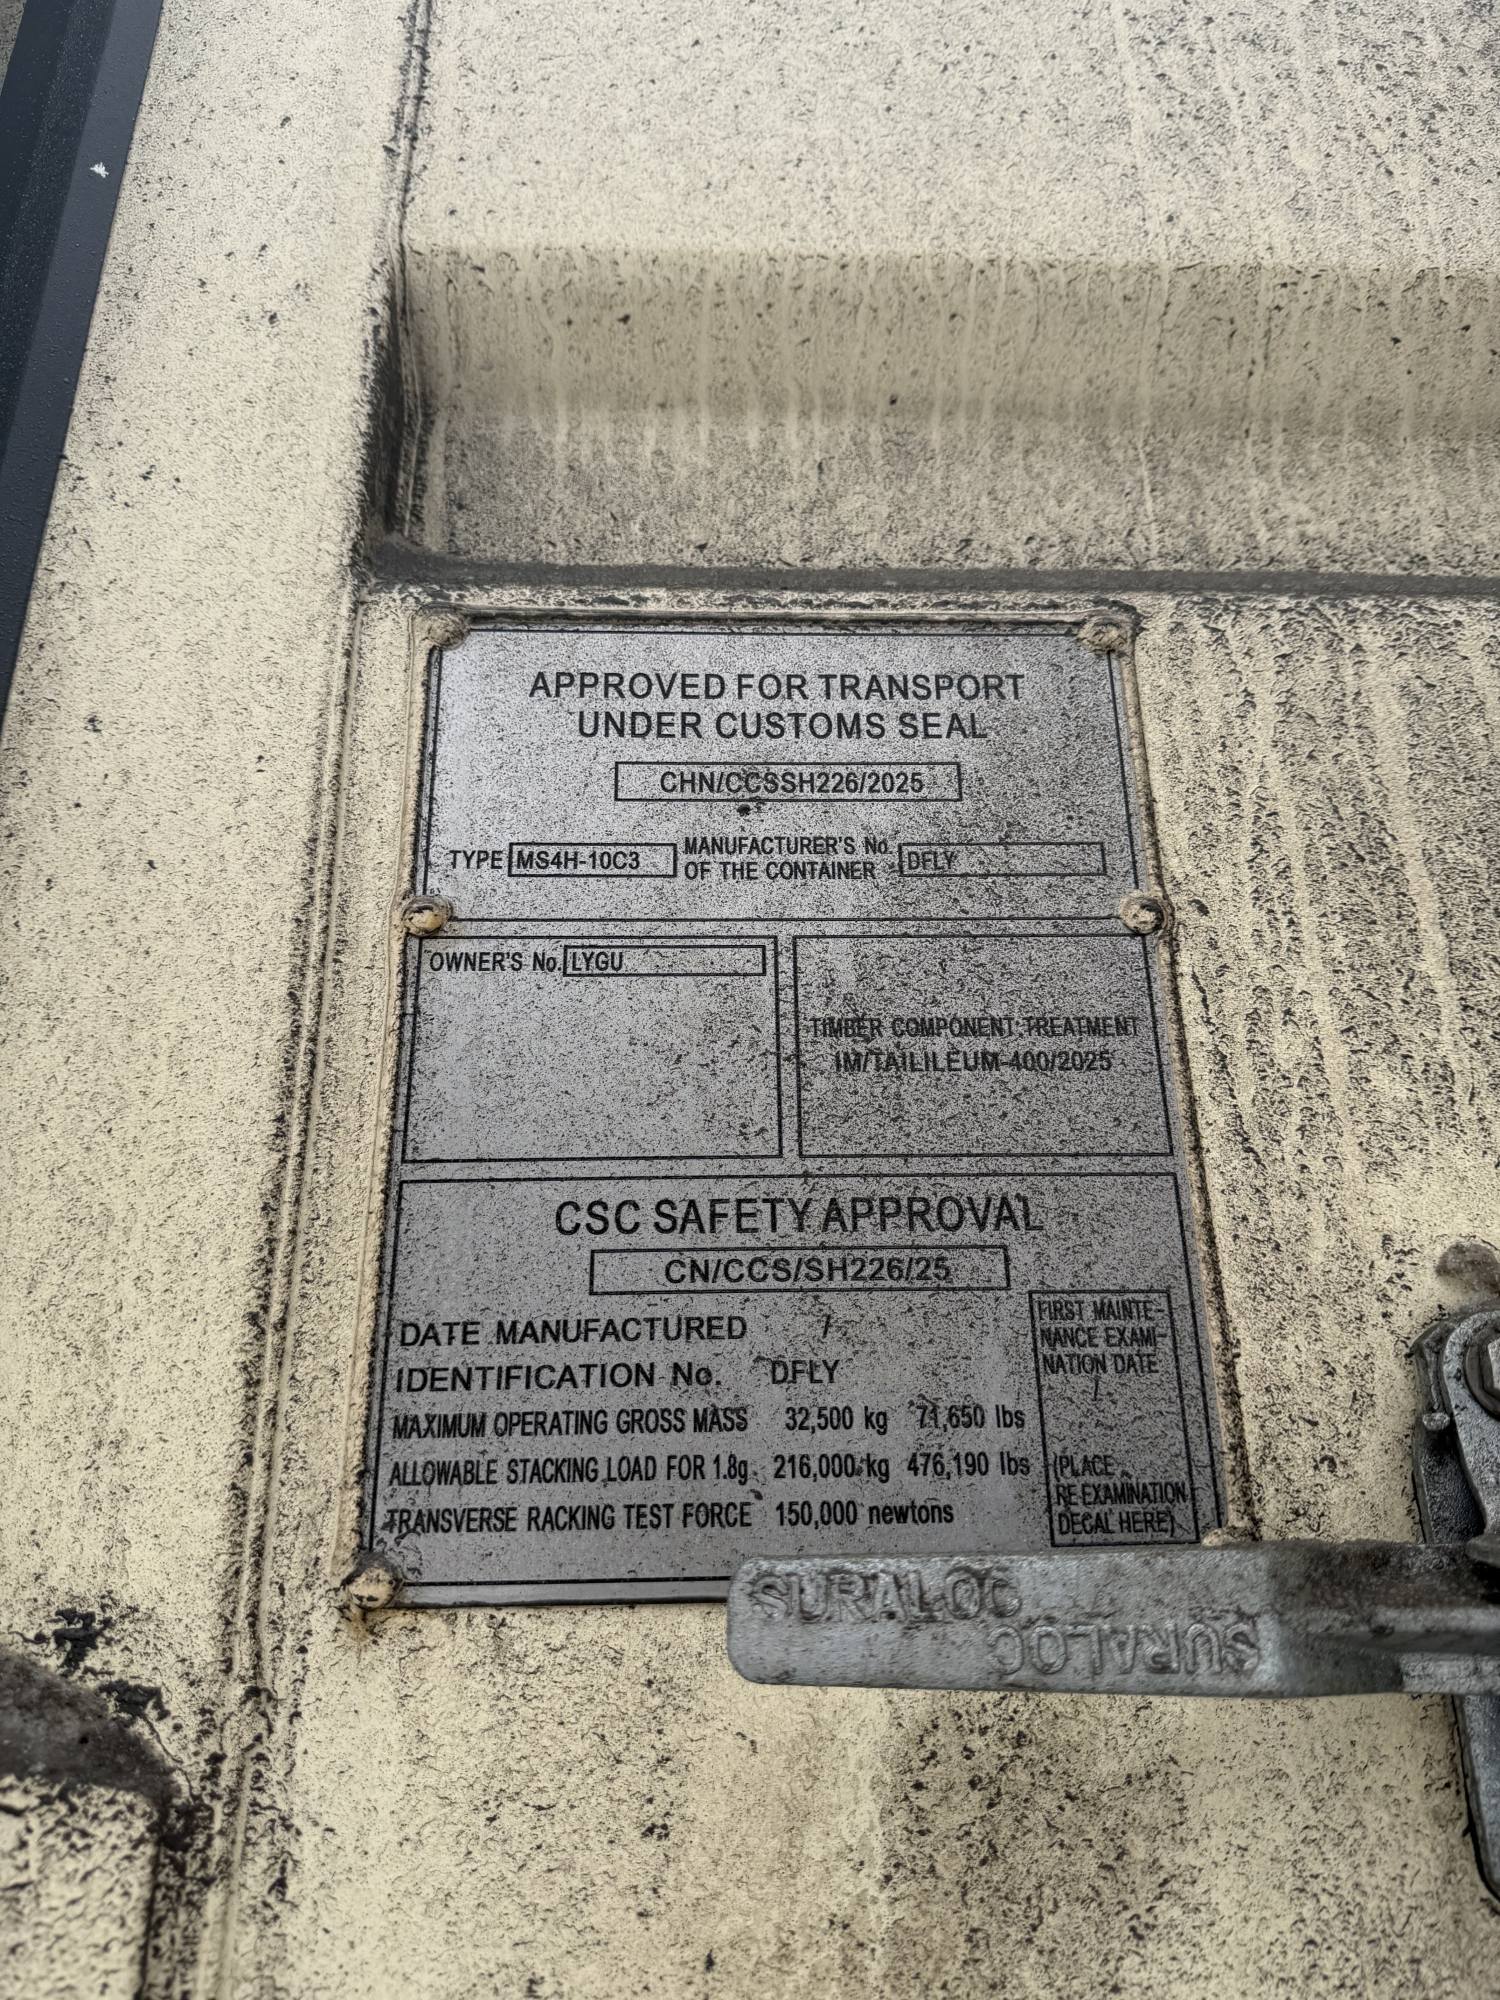 APPROVED FOR TRANSPORT
UNDER CUSTOMS SEAL
CHN/CCSSH226/2025
TYPE MS4H-10C3 MANUFACTURER'S No. OF THE CONTAINER DFLY
OWNER'S No. LYGU
TIMBER COMPONENT TREATMENT
IM/TAILILEUM-400/2025
CSC SAFETY APPROVAL
CN/CCS/SH226/25
DATE MANUFACTURED /
IDENTIFICATION No. DFLY
MAXIMUM OPERATING GROSS MASS 32,500 kg 71,650 lbs
ALLOWABLE STACKING LOAD FOR 1.8g 216,000 kg 476,190 lbs
TRANSVERSE RACKING TEST FORCE 150,000 newtons
FIRST MAINTE-
NANCE EXAMI-
NATION DATE
/
(PLACE
RE-EXAMINATION
DECAL HERE)
SURALOC
SURALOC